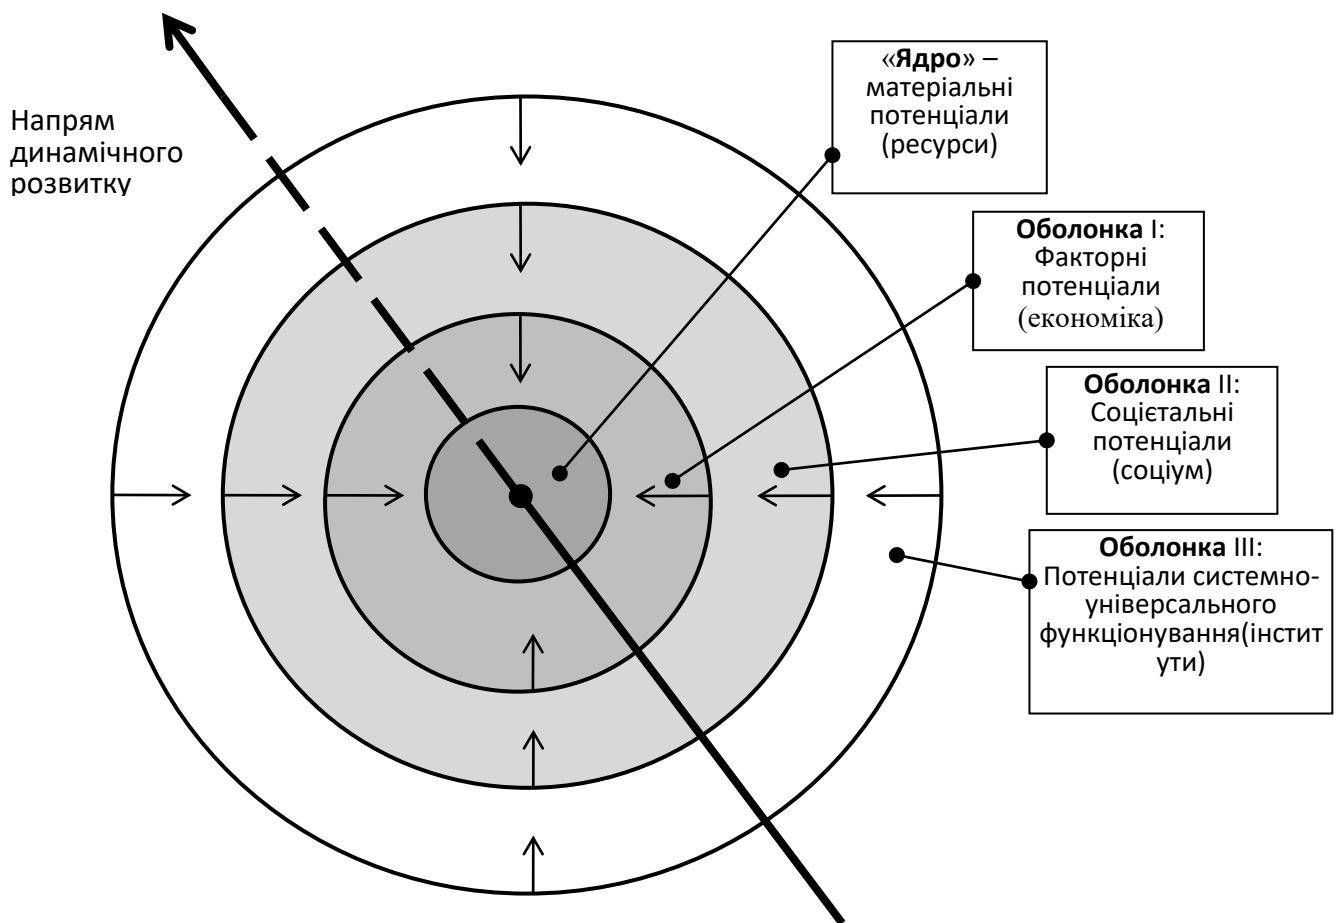 Напрям
динамічного
розвитку
«Ядро» –
матеріальні
потенціали
(ресурси)
Оболонка І:
Факторні
потенціали
(економіка)
Оболонка ІІ:
Соцієтальні
потенціали
(соціум)
Оболонка ІІІ:
Потенціали системно-
універсального
функціонування(інстит
ути)